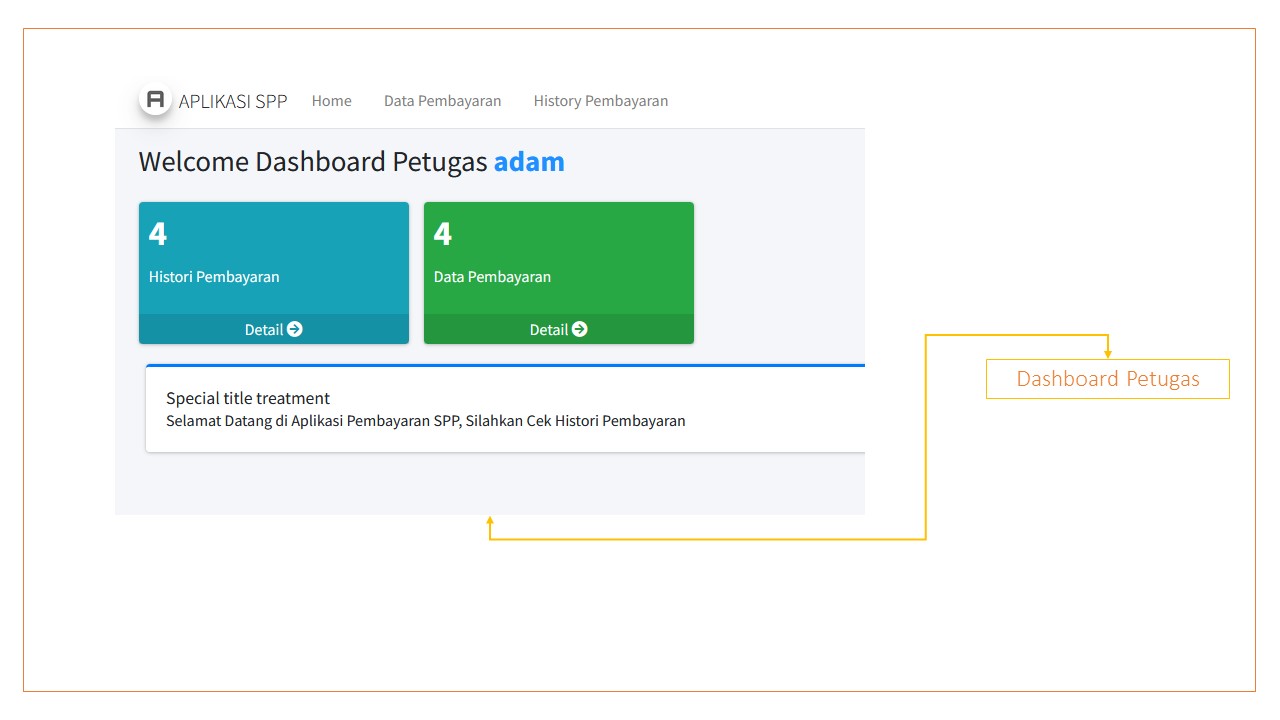 APLIKASI SPP Home Data Pembayaran History Pembayaran
Welcome Dashboard Petugas adam
4 4
Histori Pembayaran Data Pembayaran
Detail Detail
Dashboard Petugas
Special title treatment
Selamat Datang di Aplikasi Pembayaran SPP, Silahkan Cek Histori Pembayaran